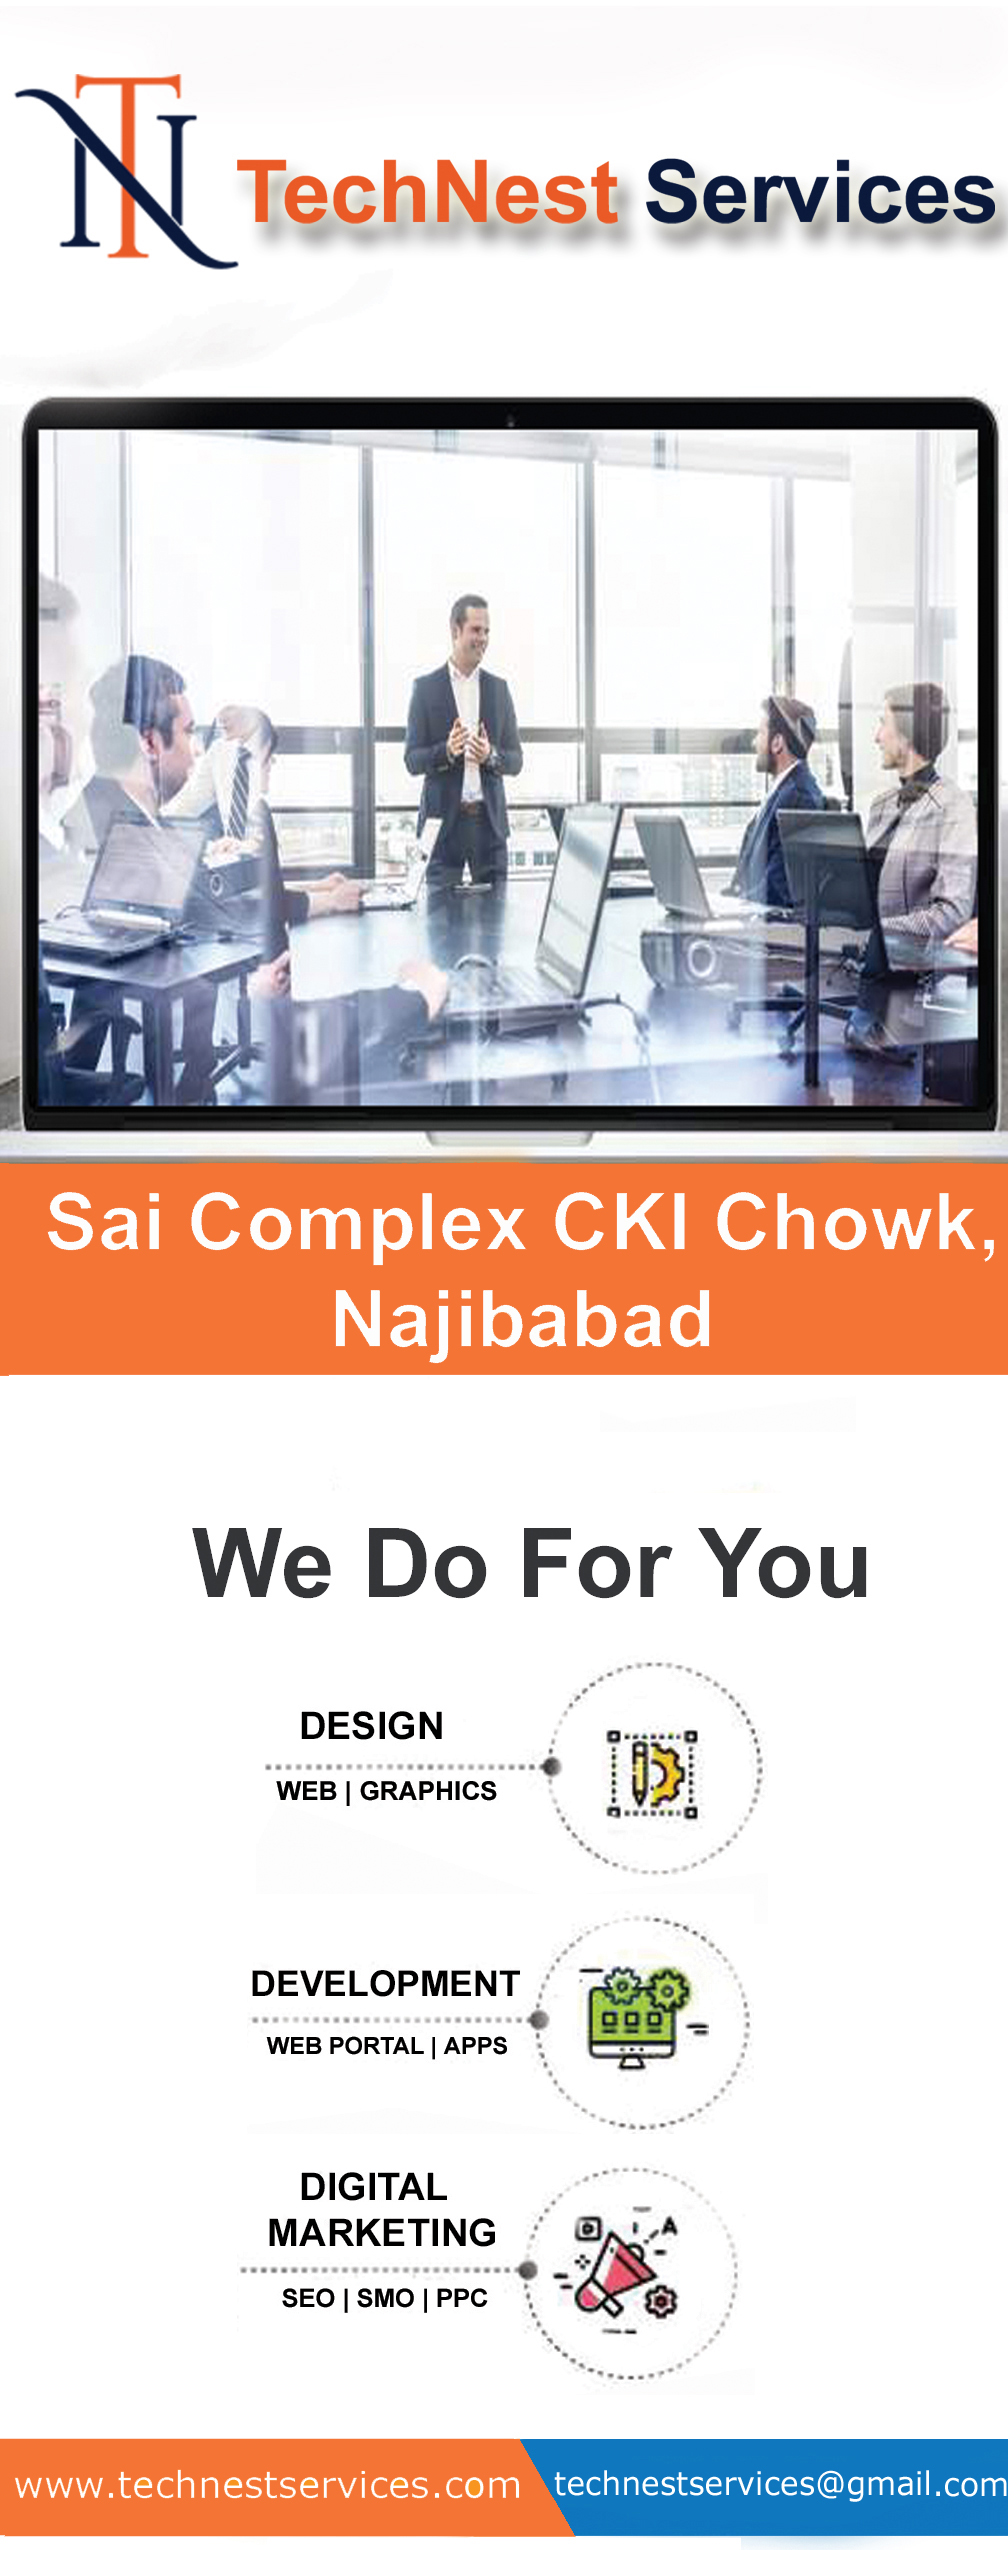 TN
TechNest Services
Sai Complex CKI Chowk,
Najibabad
We Do For You
DESIGN
WEB | GRAPHICS
DEVELOPMENT
WEB PORTAL | APPS
DIGITAL
MARKETING
SEO | SMO | PPC
A
www.technestservices.com
technestservices@gmail.com